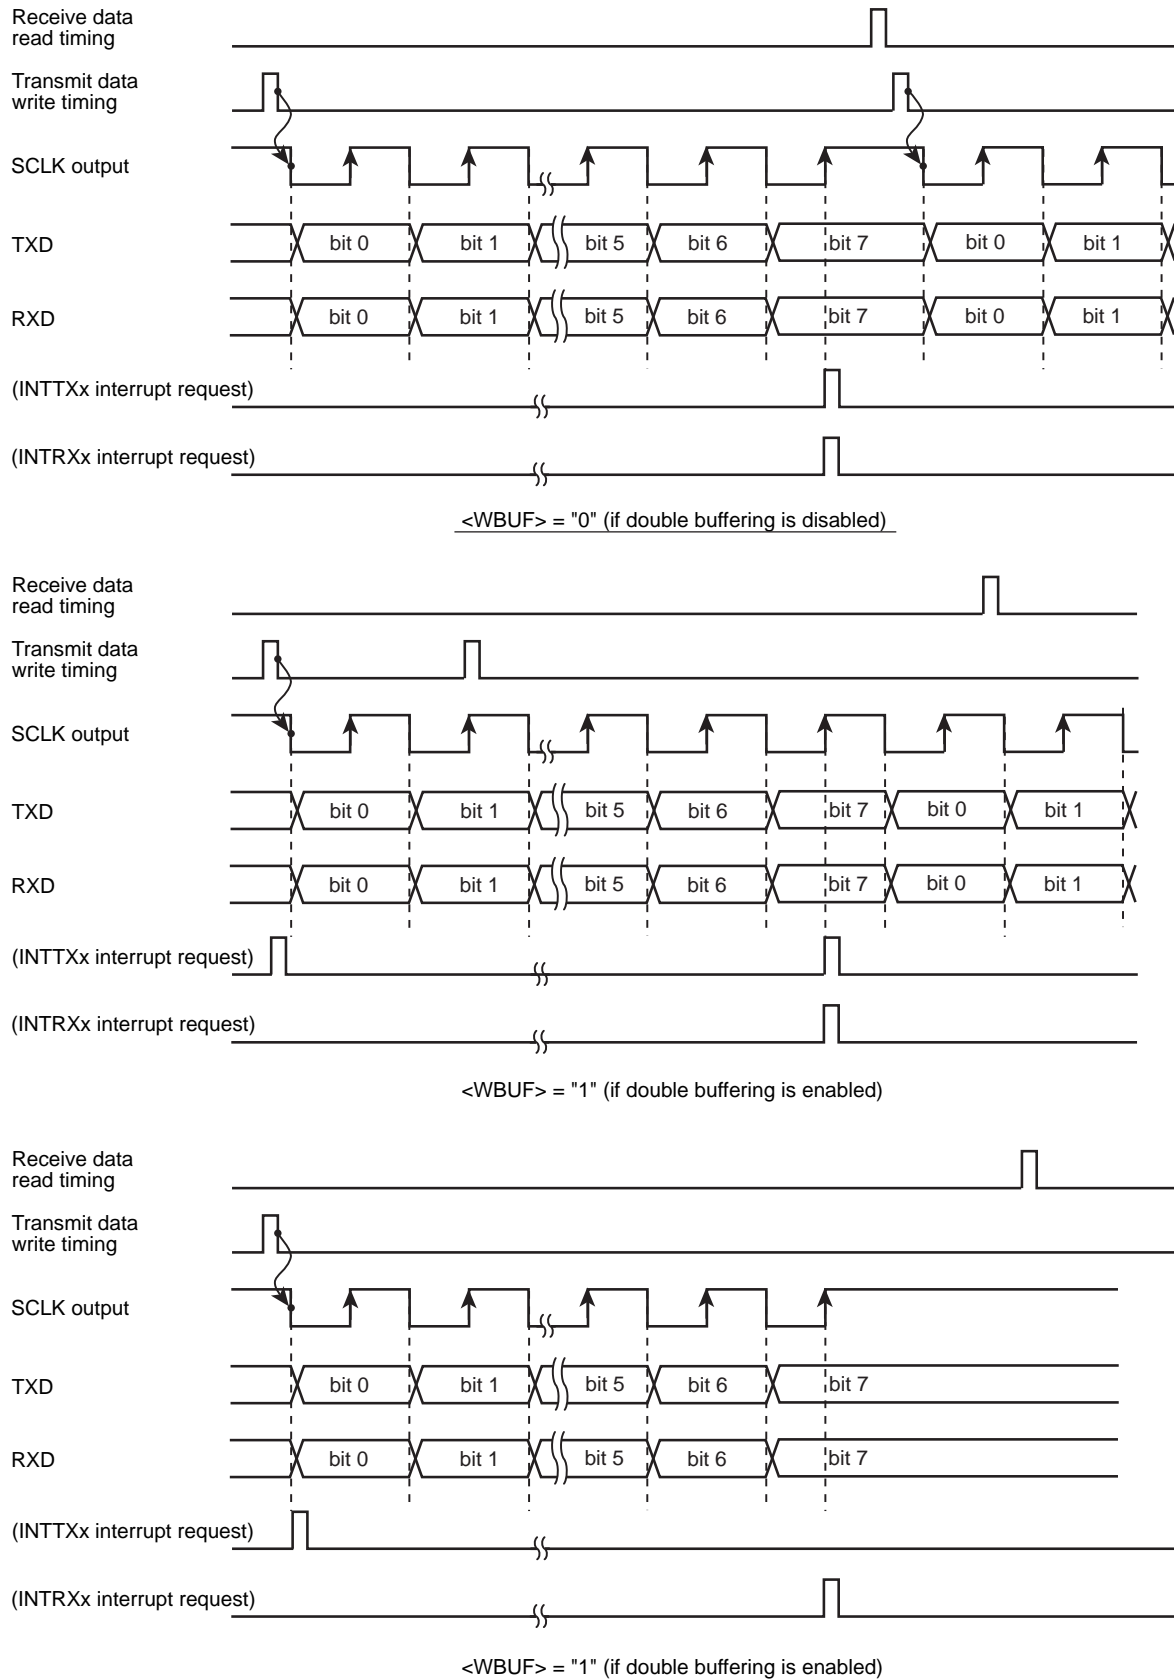 Receive data
read timing
Transmit data
write timing
SCLK output
TXD
bit 0 bit 1 bit 5 bit 6 bit 7 bit 0 bit 1
RXD
bit 0 bit 1 bit 5 bit 6 bit 7 bit 0 bit 1
(INTTXx interrupt request)
(INTRXx interrupt request)
<WBUF> = "0" (if double buffering is disabled)
Receive data
read timing
Transmit data
write timing
SCLK output
TXD
bit 0 bit 1 bit 5 bit 6 bit 7 bit 0 bit 1
RXD
bit 0 bit 1 bit 5 bit 6 bit 7 bit 0 bit 1
(INTTXx interrupt request)
(INTRXx interrupt request)
<WBUF> = "1" (if double buffering is enabled)
Receive data
read timing
Transmit data
write timing
SCLK output
TXD
bit 0 bit 1 bit 5 bit 6 bit 7
RXD
bit 0 bit 1 bit 5 bit 6 bit 7
(INTTXx interrupt request)
(INTRXx interrupt request)
<WBUF> = "1" (if double buffering is enabled)